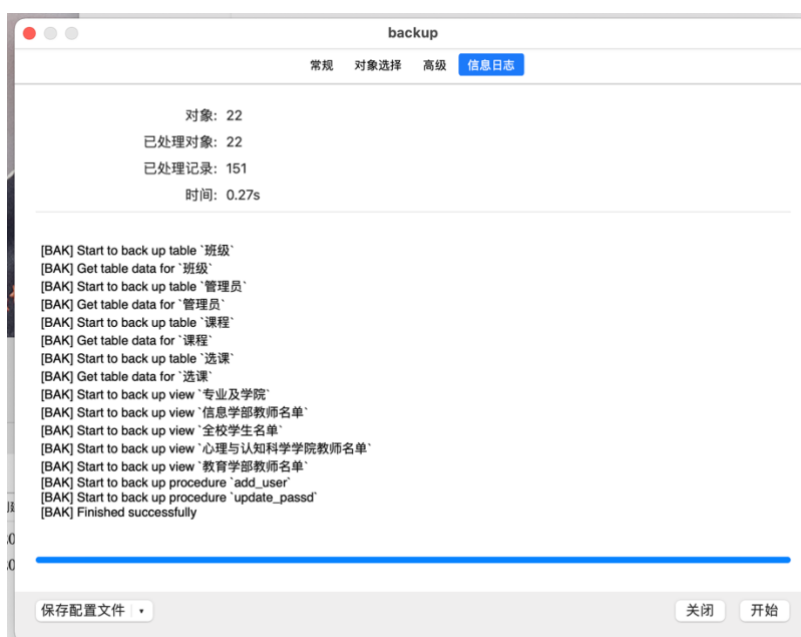 backup
常规 对象选择 高级 信息日志
对象: 22
已处理对象: 22
已处理记录: 151
时间: 0.27s
[BAK] Start to back up table `班级`
[BAK] Get table data for `班级`
[BAK] Start to back up table `管理员`
[BAK] Get table data for `管理员`
[BAK] Start to back up table `课程`
[BAK] Get table data for `课程`
[BAK] Start to back up table `选课`
[BAK] Get table data for `选课`
[BAK] Start to back up view `专业及学院`
[BAK] Start to back up view `信息学部教师名单`
[BAK] Start to back up view `全校学生名单`
[BAK] Start to back up view `心理与认知科学学院教师名单`
[BAK] Start to back up view `教育学部教师名单`
[BAK] Start to back up procedure `add_user`
[BAK] Start to back up procedure `update_passd`
[BAK] Finished successfully
保存配置文件 关闭 开始